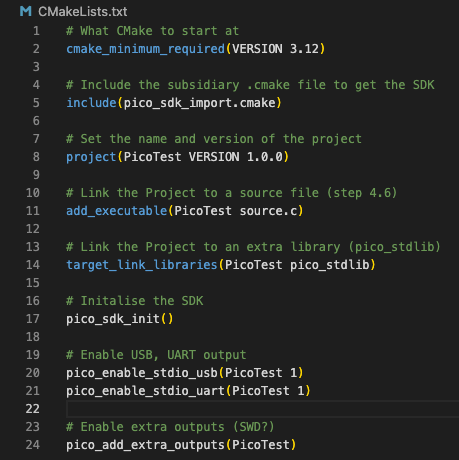 CMakeLists.txt
1 # What CMake to start at
2 cmake_minimum_required(VERSION 3.12)
3
4 # Include the subsidiary .cmake file to get the SDK
5 include(pico_sdk_import.cmake)
6
7 # Set the name and version of the project
8 project(PicoTest VERSION 1.0.0)
9
10 # Link the Project to a source file (step 4.6)
11 add_executable(PicoTest source.c)
12
13 # Link the Project to an extra library (pico_stdlib)
14 target_link_libraries(PicoTest pico_stdlib)
15
16 # Initalise the SDK
17 pico_sdk_init()
18
19 # Enable USB, UART output
20 pico_enable_stdio_usb(PicoTest 1)
21 pico_enable_stdio_uart(PicoTest 1)
22
23 # Enable extra outputs (SWD?)
24 pico_add_extra_outputs(PicoTest)